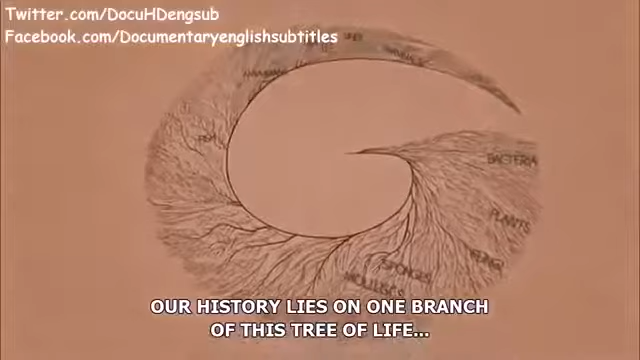 Twitter.com/DocuHDengsub
Facebook.com/Documentaryenglishsubtitles
BACTERIA
PLANTS
SPONGES
MOLLUSCS
OUR HISTORY LIES ON ONE BRANCH
OF THIS TREE OF LIFE...